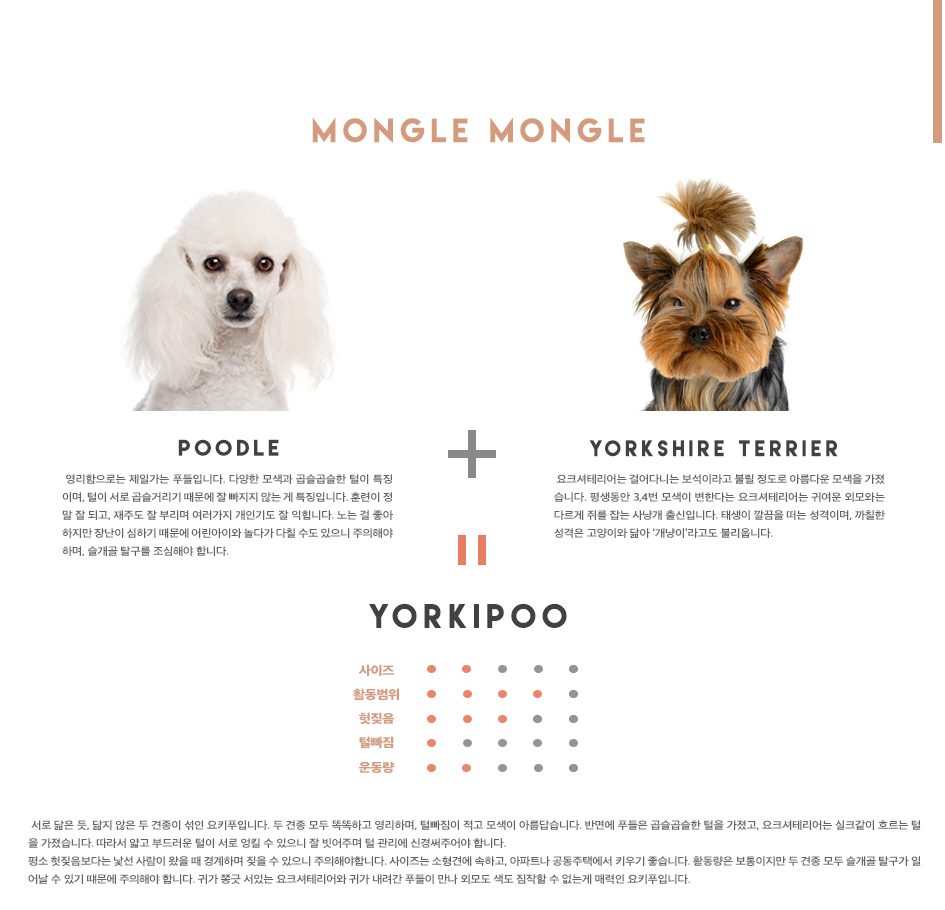 MONGLE MONGLE
POODLE
영리함으로는 제일가는 푸들입니다. 다양한 모색과 곱슬곱슬한 털이 특징
이며, 털이 서로 곱슬거리기 때문에 잘 빠지지 않는 게 특징입니다. 훈련이 정
말 잘 되고, 재주도 잘 부리며 여러가지 개인기도 잘 익힙니다. 노는 걸 좋아
하지만 장난이 심하기 때문에 어린아이와 놀다가 다칠 수도 있으니 주의해야
하며, 슬개골 탈구를 조심해야 합니다.
YORKSHIRE TERRIER
요크셔테리어는 걸어다니는 보석이라고 불릴 정도로 아름다운 모색을 가졌
습니다. 평생동안 3,4번 모색이 변한다는 요크셔테리어는 귀여운 외모와는
다르게 쥐를 잡는 사냥개 출신입니다. 태생이 깔끔을 떠는 성격이며, 까칠한
성격은 고양이와 닮아 '개냥이'라고도 불리웁니다.
YORKIPOO
사이즈
활동범위
헛짖음
털빠짐
운동량
서로 닮은 듯, 닮지 않은 두 견종이 섞인 요키푸입니다. 두 견종 모두 똑똑하고 영리하며, 털빠짐이 적고 모색이 아름답습니다. 반면에 푸들은 곱슬곱슬한 털을 가졌고, 요크셔테리어는 실크같이 흐르는 털
을 가졌습니다. 따라서 얇고 부드러운 털이 서로 엉킬 수 있으니 잘 빗어주며 털 관리에 신경써주어야 합니다.
평소 헛짖음보다는 낯선 사람이 왔을 때 경계하며 짖을 수 있으니 주의해야합니다. 사이즈는 소형견에 속하고, 아파트나 공동주택에서 키우기 좋습니다. 활동량은 보통이지만 두 견종 모두 슬개골 탈구가 일
어날 수 있기 때문에 주의해야 합니다. 귀가 쫑긋 서있는 요크셔테리어와 귀가 내려간 푸들이 만나 외모도 색도 짐작할 수 없는게 매력인 요키푸입니다.